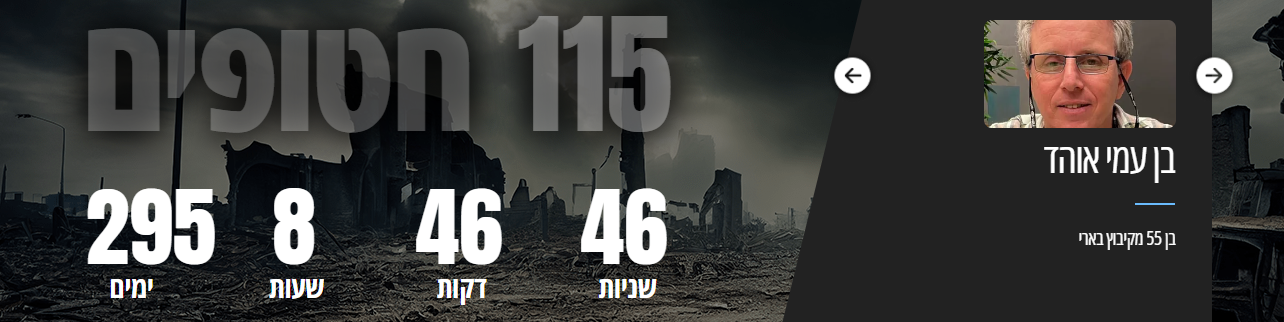 115 חטופים
בן עמי אוהד
בן 55 מקיבוץ בארי
46 46 8 295
שניות דקות שעות ימים